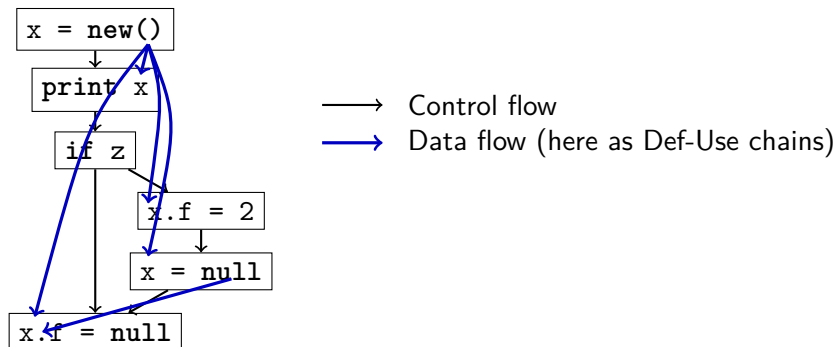 x = new()
print x
if z
x.f = 2
x = null
x.f = null
Control flow
Data flow (here as Def-Use chains)